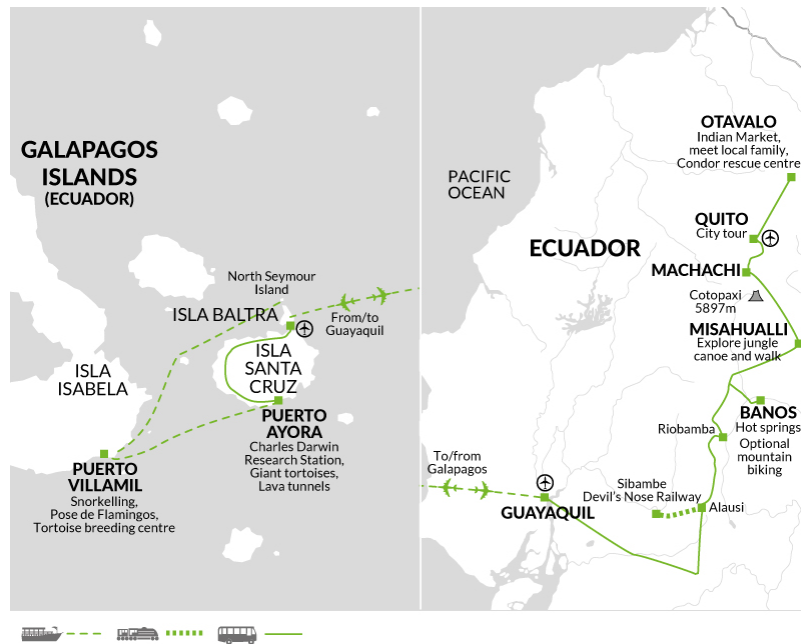 GALAPAGOS
ISLANDS
(ECUADOR)
North Seymour
Island
ISLA BALTRA
From/to
Guayaquil
ISLA
ISABELA
ISLA
SANTA
CRUZ
PUERTO
AYORA
Charles Darwin
Research Station,
Giant tortoises,
Lava tunnels
PUERTO
VILLAMIL
Snorkelling,
Pose de Flamingos,
Tortoise breeding centre
PACIFIC
OCEAN
ECUADOR
OTAVALO
Indian Market,
meet local family,
Condor rescue centre
QUITO
City tour
MACHACHI
Cotopaxi
5897m
MISAHUALLI
Explore jungle
canoe and walk
BANOS
Hot springs
Optional
mountain
biking
Riobamba
To/from
Galapagos
Sibambe
Devil's Nose Railway
Alausi
GUAYAQUIL